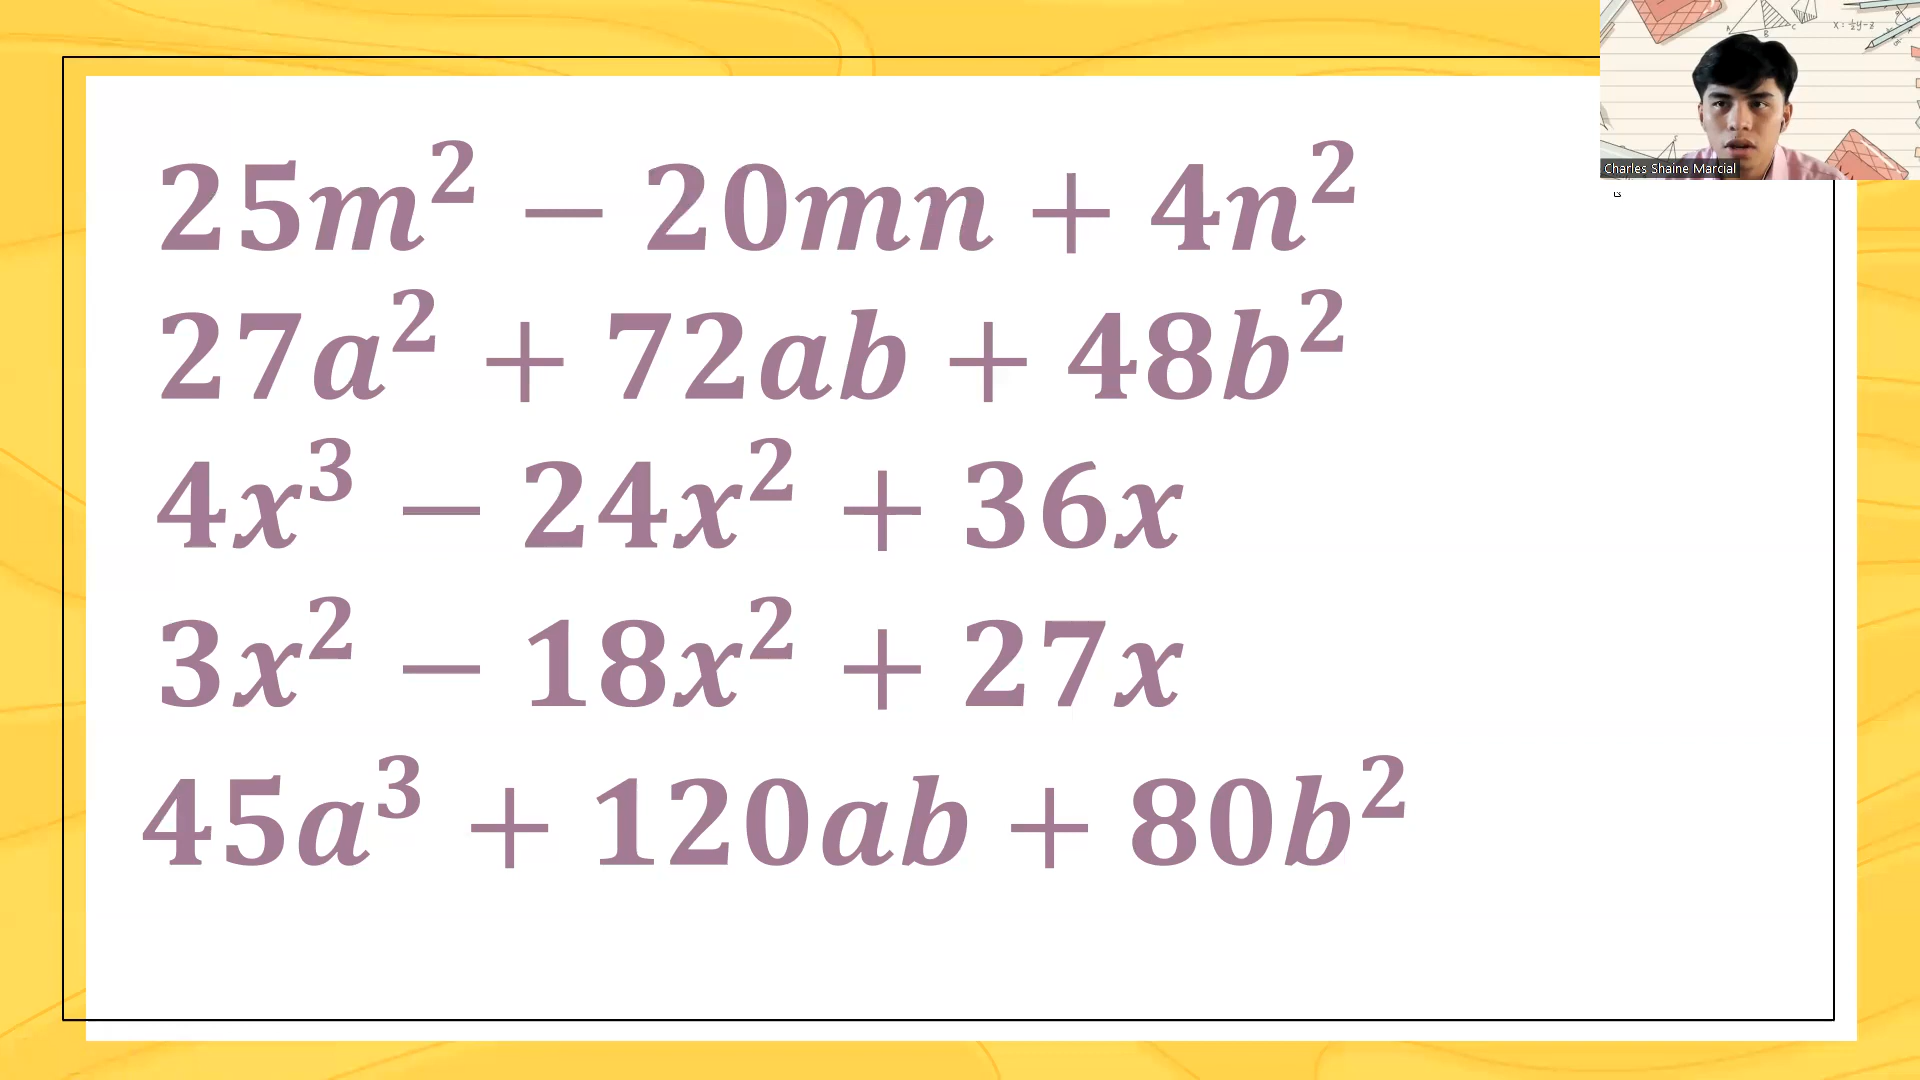 25m² − 20mn + 4n²
27a² + 72ab + 48b²
4x³ − 24x² + 36x
3x² − 18x² + 27x
45a³ + 120ab + 80b²
Charles Shaine Marcial